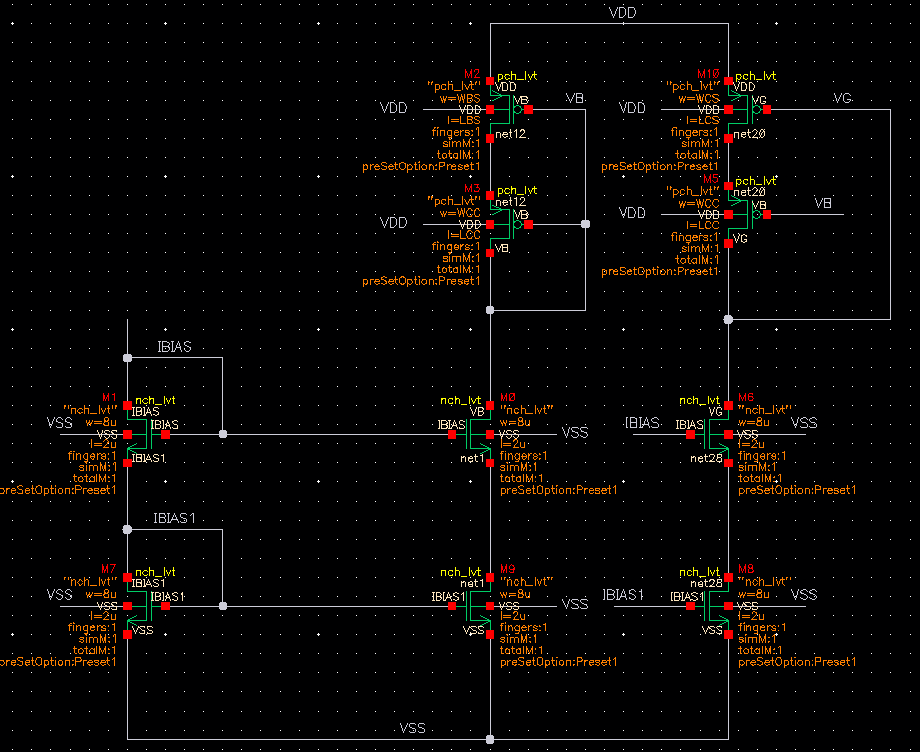 VDD
M2
pch_lvt
"pch_lvt"
VDD
w=WBS
VB
VB
VDD
VDD
l=LBS
fingers:1
net12
simM:1
totalM:1
preSetOption:Preset1
M10
pch_lvt
"pch_lvt"
VDD
w=WCS
VG
VG
VDD
VDD
l=LCS
fingers:1
net20
simM:1
totalM:1
preSetOption:Preset1
M3
pch_lvt
"pch_lvt"
net12
w=WCC
VB
VDD
VDD
l=LCC
fingers:1
VB
simM:1
totalM:1
preSetOption:Preset1
M5
pch_lvt
"pch_lvt"
net20
w=WCC
VB
VB
VDD
VDD
l=LCC
fingers:1
VG
simM:1
totalM:1
preSetOption:Preset1
IBIAS
M1
nch_lvt
"nch_lvt"
IBIAS
w=8u
IBIAS
VSS
VSS
l=2u
fingers:1
IBIAS1
simM:1
totalM:1
preSetOption:Preset1
nch_lvt
M0
VB
"nch_lvt"
w=8u
IBIAS
VSS
VSS
l=2u
fingers:1
net1
simM:1
totalM:1
preSetOption:Preset1
nch_lvt
M6
VG
"nch_lvt"
w=8u
IBIAS
IBIAS
VSS
VSS
l=2u
fingers:1
net28
simM:1
totalM:1
preSetOption:Preset1
IBIAS1
M7
nch_lvt
"nch_lvt"
IBIAS1
w=8u
IBIAS1
VSS
VSS
l=2u
fingers:1
VSS
simM:1
totalM:1
preSetOption:Preset1
nch_lvt
M9
net1
"nch_lvt"
w=8u
IBIAS1
VSS
VSS
l=2u
fingers:1
VSS
simM:1
totalM:1
preSetOption:Preset1
nch_lvt
M8
net28
"nch_lvt"
w=8u
IBIAS1
IBIAS1
VSS
VSS
l=2u
fingers:1
VSS
simM:1
totalM:1
preSetOption:Preset1
VSS